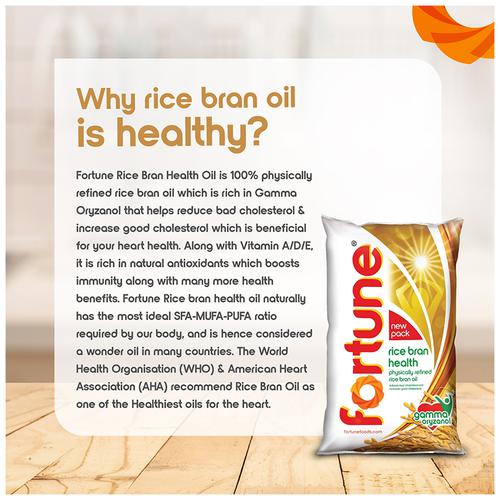 Why rice bran oil
is healthy?
Fortune Rice Bran Health Oil is 100% physically
refined rice bran oil which is rich in Gamma
Oryzanol that helps reduce bad cholesterol &
increase good cholesterol which is beneficial
for your heart health. Along with Vitamin A/D/E,
it is rich in natural antioxidants which boosts
immunity along with many more health
benefits. Fortune Rice bran health oil naturally
has the most ideal SFA-MUFA-PUFA ratio
required by our body, and is hence considered
a wonder oil in many countries. The World
Health Organisation (WHO) & American Heart
Association (AHA) recommend Rice Bran Oil as
one of the Healthiest oils for the heart.
fortune®
new
pack
rice bran
health
physically refined
rice bran oil
gamma
oryzanol
fortunefoods.com